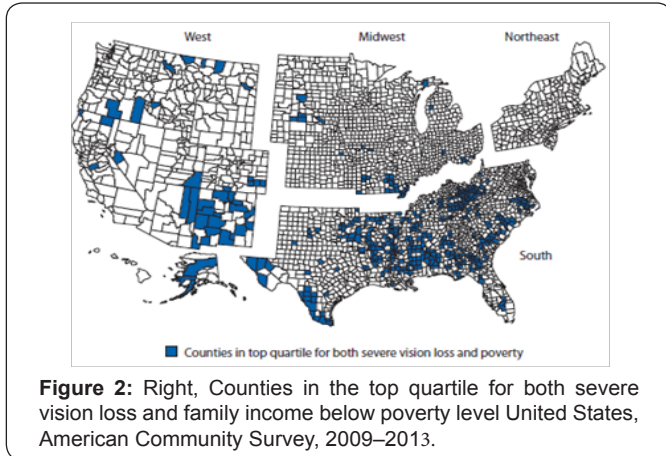 West Midwest Northeast
South
Counties in top quartile for both severe vision loss and poverty
Figure 2: Right, Counties in the top quartile for both severe
vision loss and family income below poverty level United States,
American Community Survey, 2009–2013.